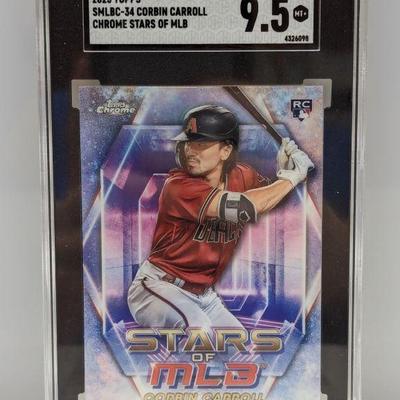 SMLBC-34 CORBIN CARROLL
CHROME STARS OF MLB
9.5
MT+
4326098
Topps
Chrome
RC
A
STARS
OF
MLB
CORBIN CARROLL